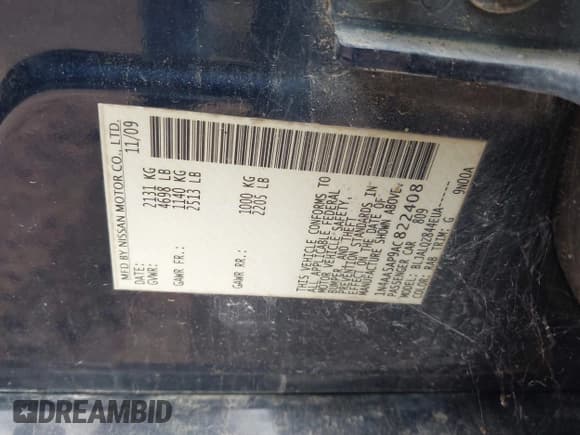 MFD BY NISSAN MOTOR CO., LTD.
DATE: 11/09
GVWR: 2131 KG
4698 LB
GAWR FR.: 1140 KG
2513 LB
GAWR RR.: 1000 KG
2205 LB
THIS VEHICLE CONFORMS TO
ALL APPLICABLE FEDERAL
MOTOR VEHICLE SAFETY,
BUMPER, AND THEFT
PREVENTION STANDARDS IN
EFFECT ON THE DATE OF
MANUFACTURE SHOWN ABOVE.
1N4AA5AP9AC822408
PASSENGER CAR B09
MODEL: BLJALQZ844EUA------
COLOR: RAB TRIM: G 9N00A
DREAMBID